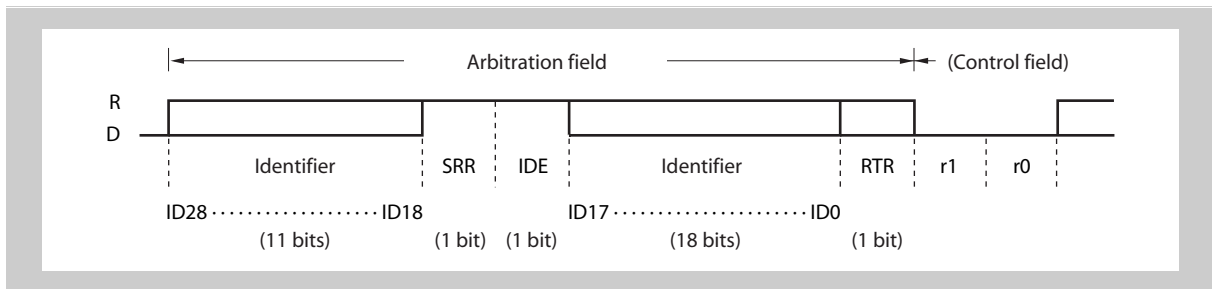 Arbitration field (Control field)
R
D
Identifier SRR IDE Identifier RTR r1 r0
ID28 · · · · · · · · · · · · · · · · · · · ID18 ID17 · · · · · · · · · · · · · · · · · · · · · · ID0
(11 bits) (1 bit) (1 bit) (18 bits) (1 bit)